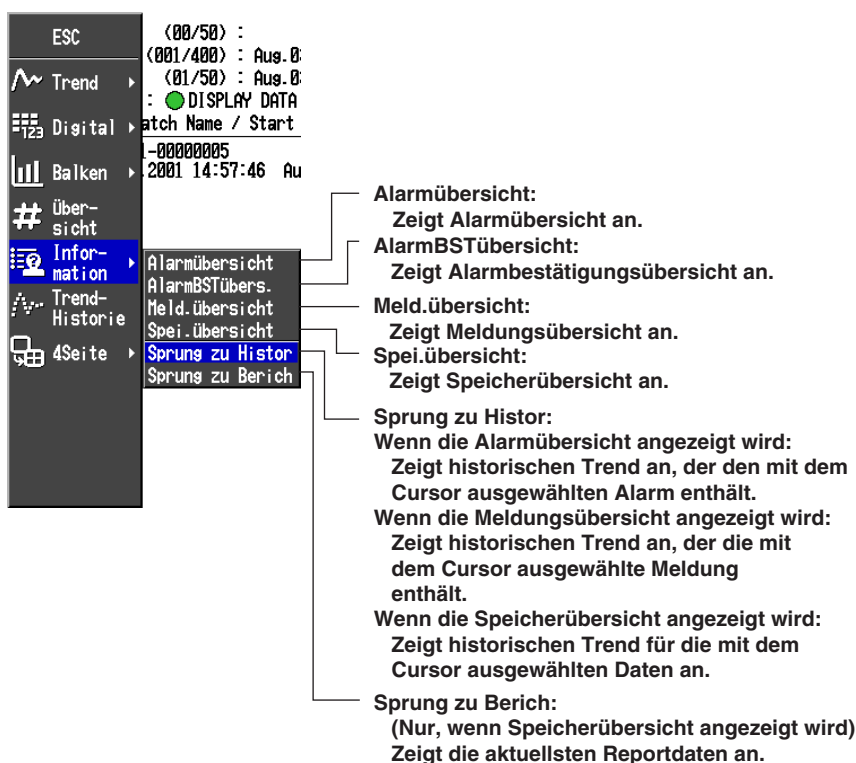 ESC
Trend
Digital
Balken
Über-
sicht
Infor-
mation
Trend-
Historie
4Seite
123
(00/50) :
(001/400) : Aug.0
(01/50) : Aug.0
: DISPLAY DATA
atch Name / Start
1-00000005
.2001 14:57:46 Au
Alarmübersicht
AlarmBSTübers.
Meld.übersicht
Spei.übersicht
Sprung zu Histor
Sprung zu Berich
Alarmübersicht:
Zeigt Alarmübersicht an.
AlarmBSTübersicht:
Zeigt Alarmbestätigungsübersicht an.
Meld.übersicht:
Zeigt Meldungsübersicht an.
Spei.übersicht:
Zeigt Speicherübersicht an.
Sprung zu Histor:
Wenn die Alarmübersicht angezeigt wird:
Zeigt historischen Trend an, der den mit dem
Cursor ausgewählten Alarm enthält.
Wenn die Meldungsübersicht angezeigt wird:
Zeigt historischen Trend an, der die mit
dem Cursor ausgewählte Meldung
enthält.
Wenn die Speicherübersicht angezeigt wird:
Zeigt historischen Trend für die mit dem
Cursor ausgewählten Daten an.
Sprung zu Berich:
(Nur, wenn Speicherübersicht angezeigt wird)
Zeigt die aktuellsten Reportdaten an.